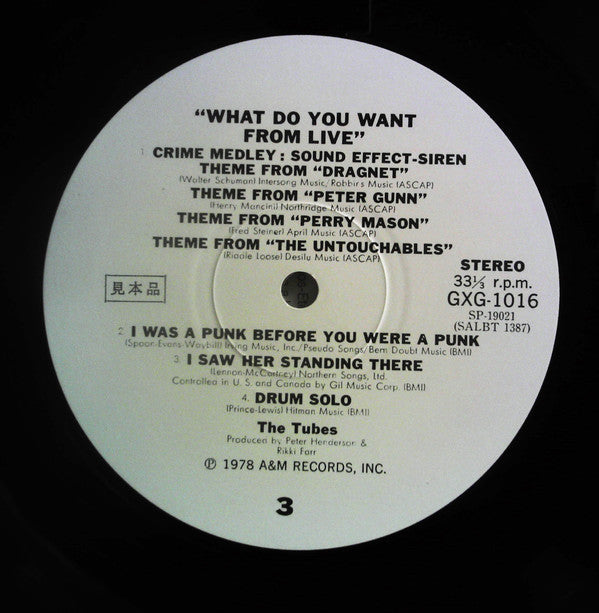 “WHAT DO YOU WANT
FROM LIVE”
1. CRIME MEDLEY : SOUND EFFECT-SIREN
THEME FROM “DRAGNET”
(Walter Schuman) Intersong Music/Robbins Music (ASCAP)
THEME FROM “PETER GUNN”
(Henry Mancini) Northridge Music (ASCAP)
THEME FROM “PERRY MASON”
(Fred Steiner) April Music (ASCAP)
THEME FROM “THE UNTOUCHABLES”
(Riddle Loose) Desilu Music (ASCAP)
見本品
STEREO
33⅓ r.p.m.
GXG-1016
SP-19021
(SALBT 1387)
2. I WAS A PUNK BEFORE YOU WERE A PUNK
(Spoon-Evans-Waybill) Irving Music, Inc./Pseudo Songs/Bem Doubt Music (BMI)
3. I SAW HER STANDING THERE
(Lennon-McCartney) Northern Songs, Ltd.
Controlled in U. S. and Canada by Gil Music Corp. (BMI)
4. DRUM SOLO
(Prince-Lewis) Hitman Music (BMI)
The Tubes
Produced by Peter Henderson &
Rikki Farr
℗ 1978 A&M RECORDS, INC.
3